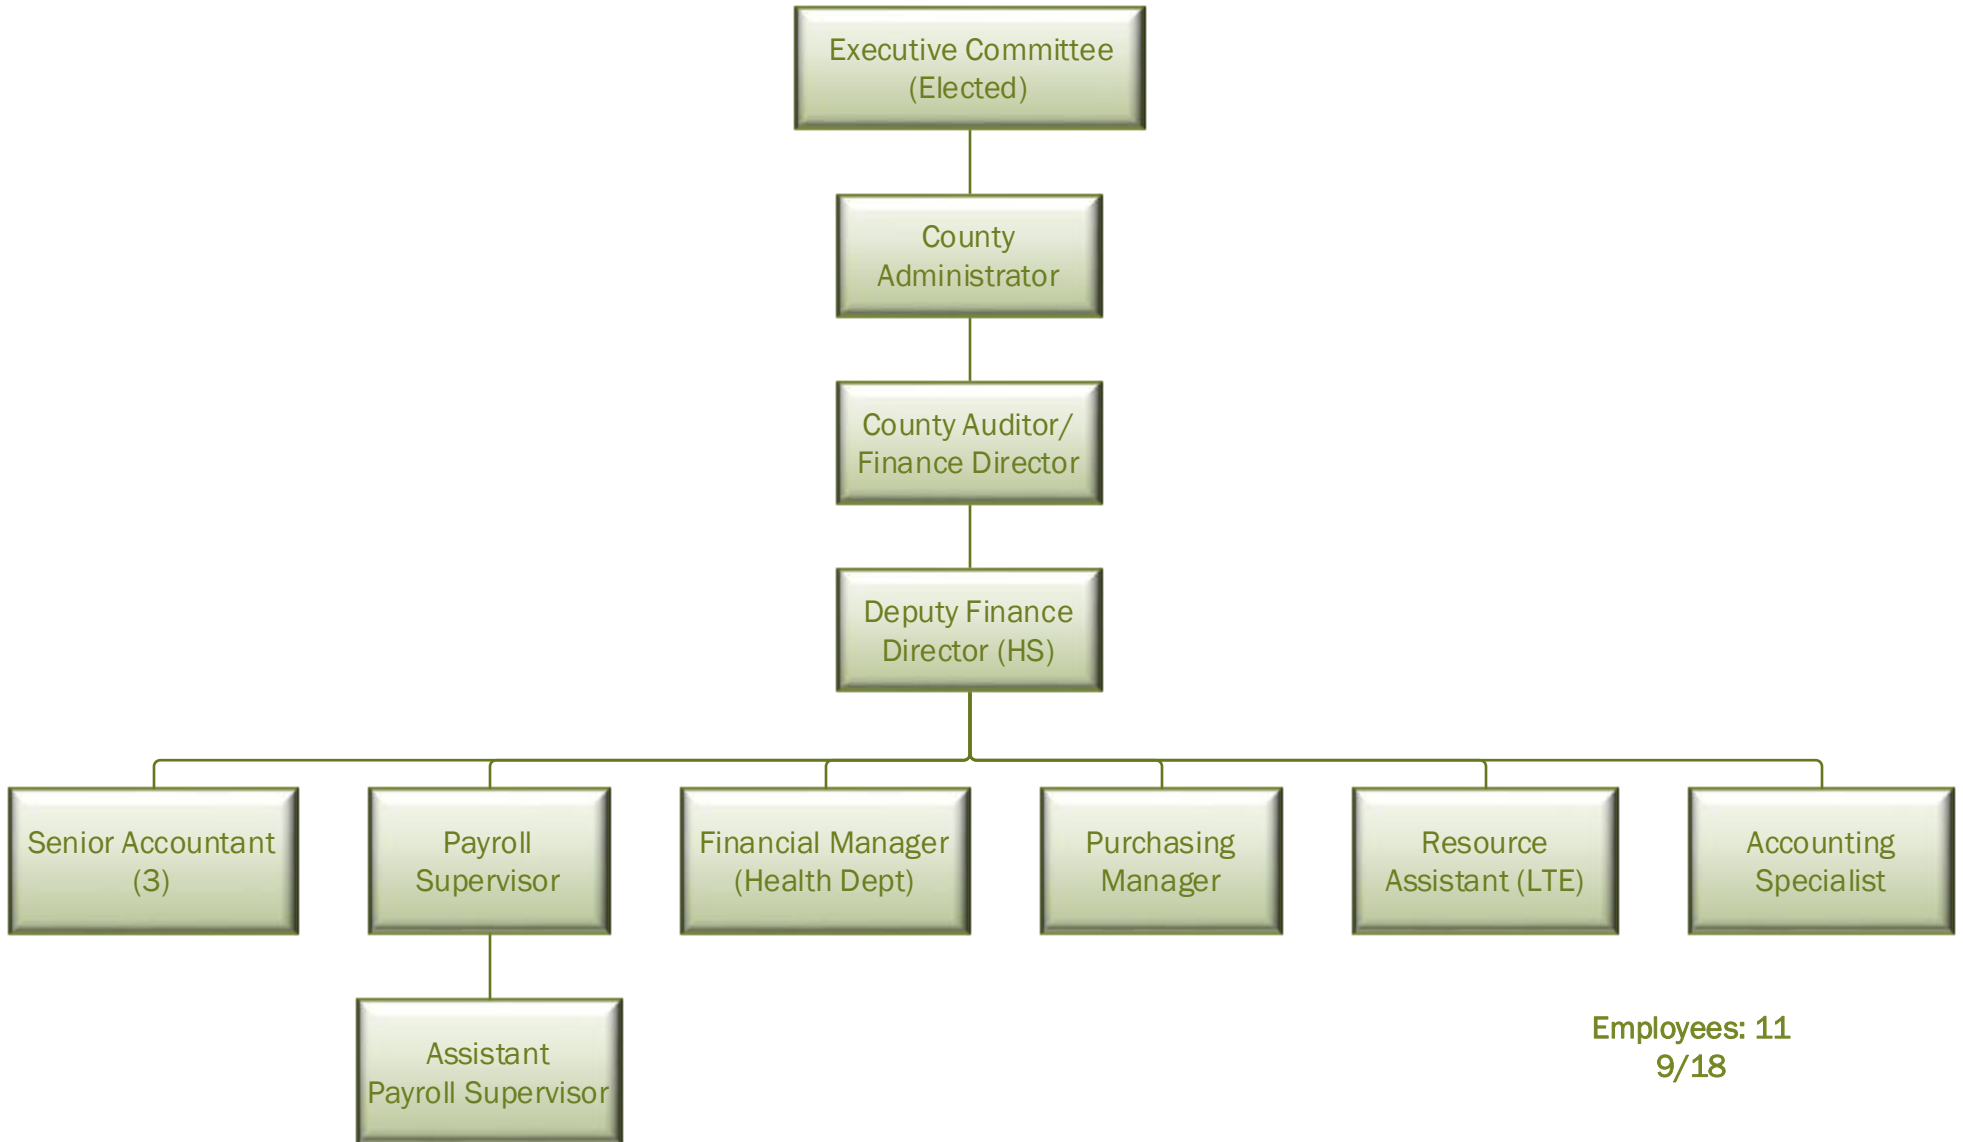 Executive Committee
(Elected)
County
Administrator
County Auditor/
Finance Director
Deputy Finance
Director (HS)
Senior Accountant
(3)
Payroll
Supervisor
Financial Manager
(Health Dept)
Purchasing
Manager
Resource
Assistant (LTE)
Accounting
Specialist
Assistant
Payroll Supervisor
Employees: 11
9/18